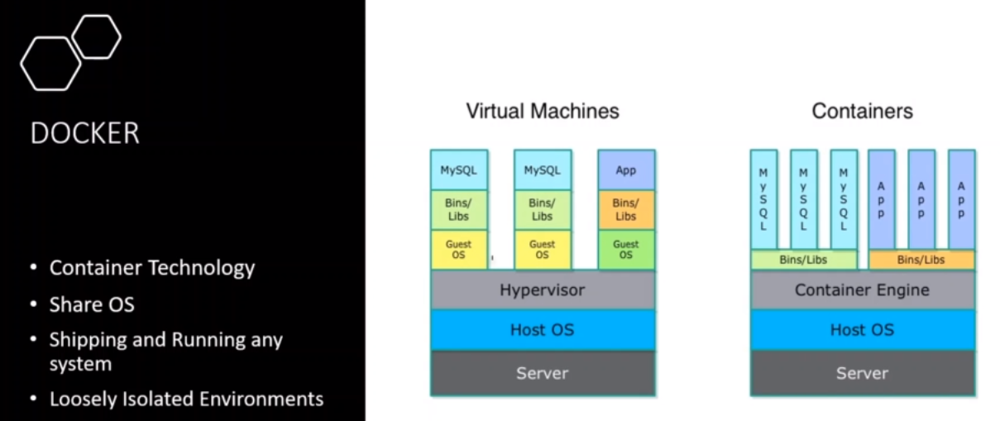 DOCKER
• Container Technology
• Share OS
• Shipping and Running any
system
• Loosely Isolated Environments
Virtual Machines
MySQL
Bins/
Libs
Guest
OS
MySQL
Bins/
Libs
Guest
OS
App
Bins/
Libs
Guest
OS
Hypervisor
Host OS
Server
Containers
MySQL
MySQL
MySQL
App
App
App
Bins/Libs
Bins/Libs
Container Engine
Host OS
Server